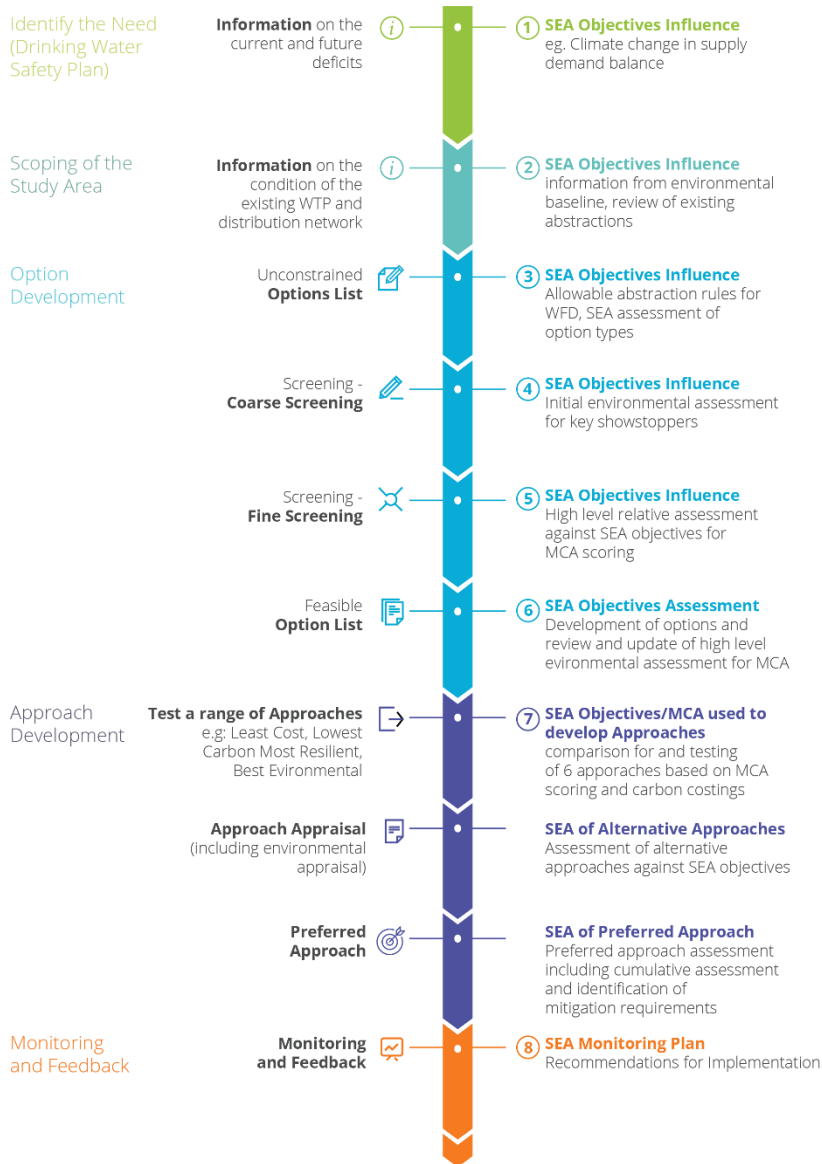 Identify the Need
(Drinking Water
Safety Plan)
Information on the
current and future
deficits
i
1 SEA Objectives Influence
eg. Climate change in supply
demand balance
Scoping of the
Study Area
Information on the
condition of the
existing WTP and
distribution network
i
2 SEA Objectives Influence
information from environmental
baseline, review of existing
abstractions
Option
Development
Unconstrained
Options List
3 SEA Objectives Influence
Allowable abstraction rules for
WFD, SEA assessment of
option types
Screening -
Coarse Screening
4 SEA Objectives Influence
Initial environmental assessment
for key showstoppers
Screening -
Fine Screening
5 SEA Objectives Influence
High level relative assessment
against SEA objectives for
MCA scoring
Feasible
Option List
6 SEA Objectives Assessment
Development of options and
review and update of high level
evironmental assessment for MCA
Approach
Development
Test a range of Approaches
e.g: Least Cost, Lowest
Carbon Most Resilient,
Best Evironmental
7 SEA Objectives/MCA used to
develop Approaches
comparison for and testing
of 6 apporaches based on MCA
scoring and carbon costings
Approach Appraisal
(including environmental
appraisal)
SEA of Alternative Approaches
Assessment of alternative
approaches against SEA objectives
Preferred
Approach
SEA of Preferred Approach
Preferred approach assessment
including cumulative assessment
and identification of
mitigation requirements
Monitoring
and Feedback
Monitoring
and Feedback
8 SEA Monitoring Plan
Recommendations for Implementation